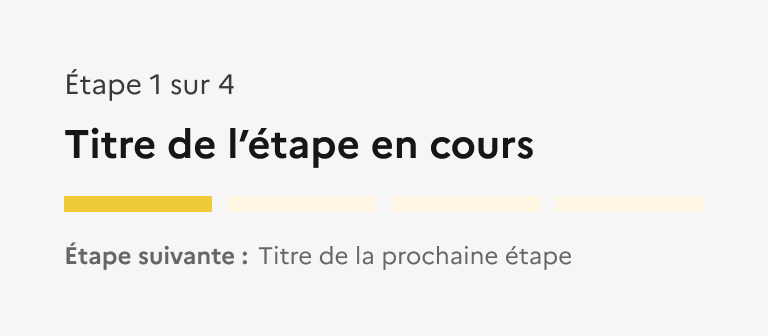 Étape 1 sur 4
Titre de l’étape en cours
Étape suivante : Titre de la prochaine étape